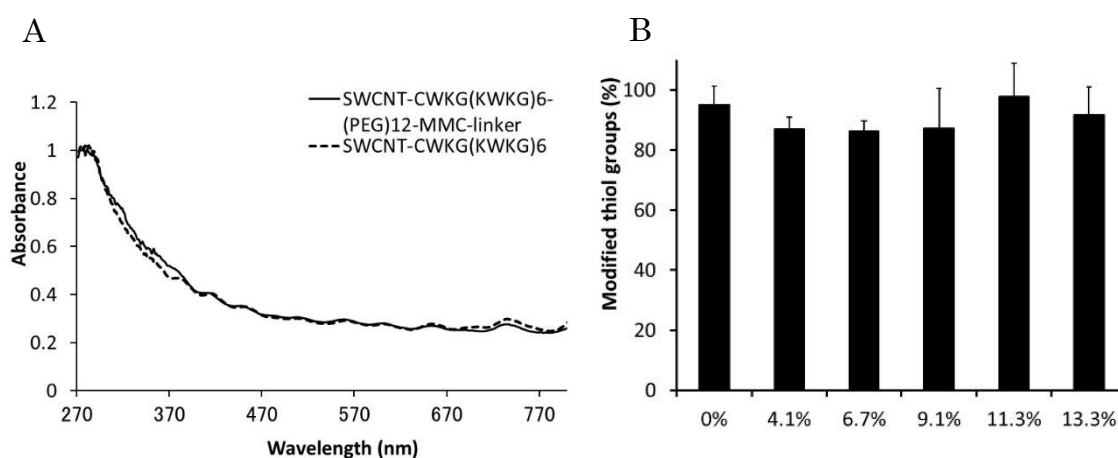 A
SWCNT-CWKG(KWKG)6-
(PEG)12-MMC-linker
SWCNT-CWKG(KWKG)6
1.2
1
0.8
0.6
0.4
0.2
0
Absorbance
270 370 470 570 670 770
Wavelength (nm)
B
100
80
60
40
20
0
Modified thiol groups (%)
0% 4.1% 6.7% 9.1% 11.3% 13.3%